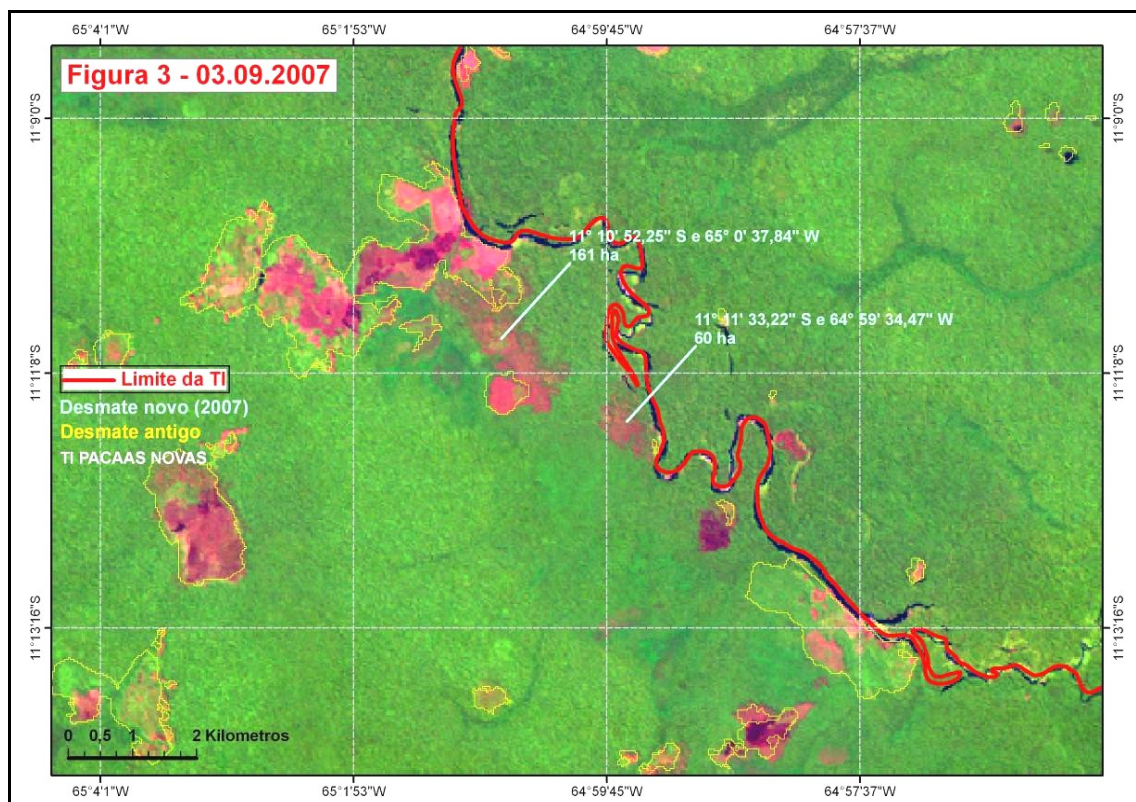 65°4'1"W
65°1'53"W
64°59'45"W
64°57'37"W
Figura 3 - 03.09.2007
11°9'0"S
11°9'0"S
11° 10' 52,25" S e 65° 0' 37,84" W
161 ha
11° 11' 33,22" S e 64° 59' 34,47" W
60 ha
11°11'8"S
11°11'8"S
Limite da TI
Desmate novo (2007)
Desmate antigo
TI PACAAS NOVAS
11°13'16"S
11°13'16"S
0 0,5 1 2 Kilometros
65°4'1"W
65°1'53"W
64°59'45"W
64°57'37"W